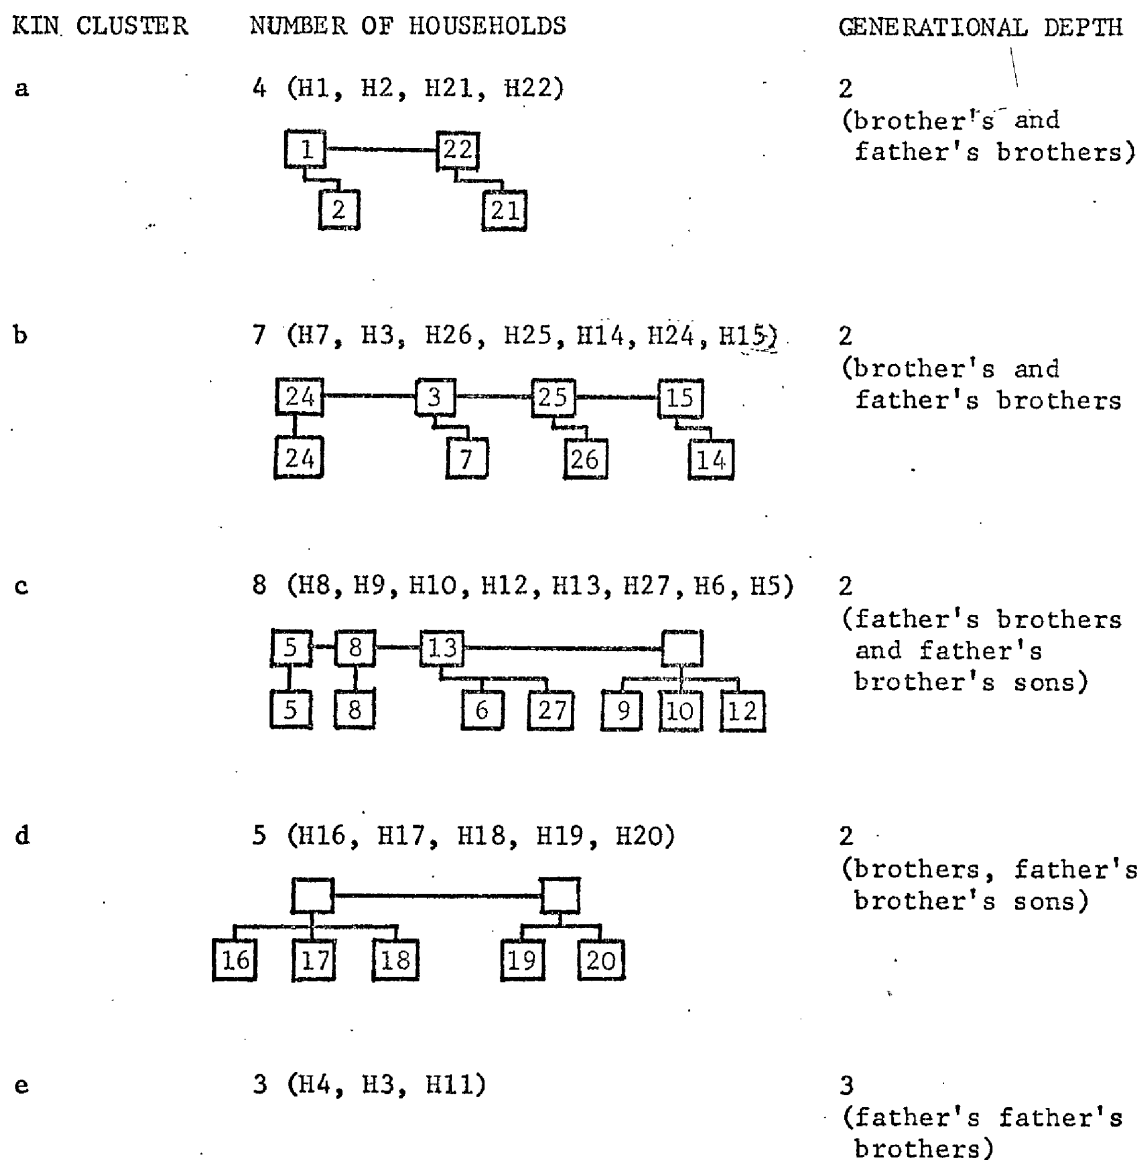 KIN CLUSTER NUMBER OF HOUSEHOLDS GENERATIONAL DEPTH
a 4 (H1, H2, H21, H22) 2
(brother's and
father's brothers)
1 22
2 21
b 7 (H7, H3, H26, H25, H14, H24, H15) 2
(brother's and
father's brothers
24 3 25 15
24 7 26 14
c 8 (H8, H9, H10, H12, H13, H27, H6, H5) 2
(father's brothers
and father's
brother's sons)
5 8 13
5 8 6 27 9 10 12
d 5 (H16, H17, H18, H19, H20) 2
(brothers, father's
brother's sons)
16 17 18 19 20
e 3 (H4, H3, H11) 3
(father's father's
brothers)